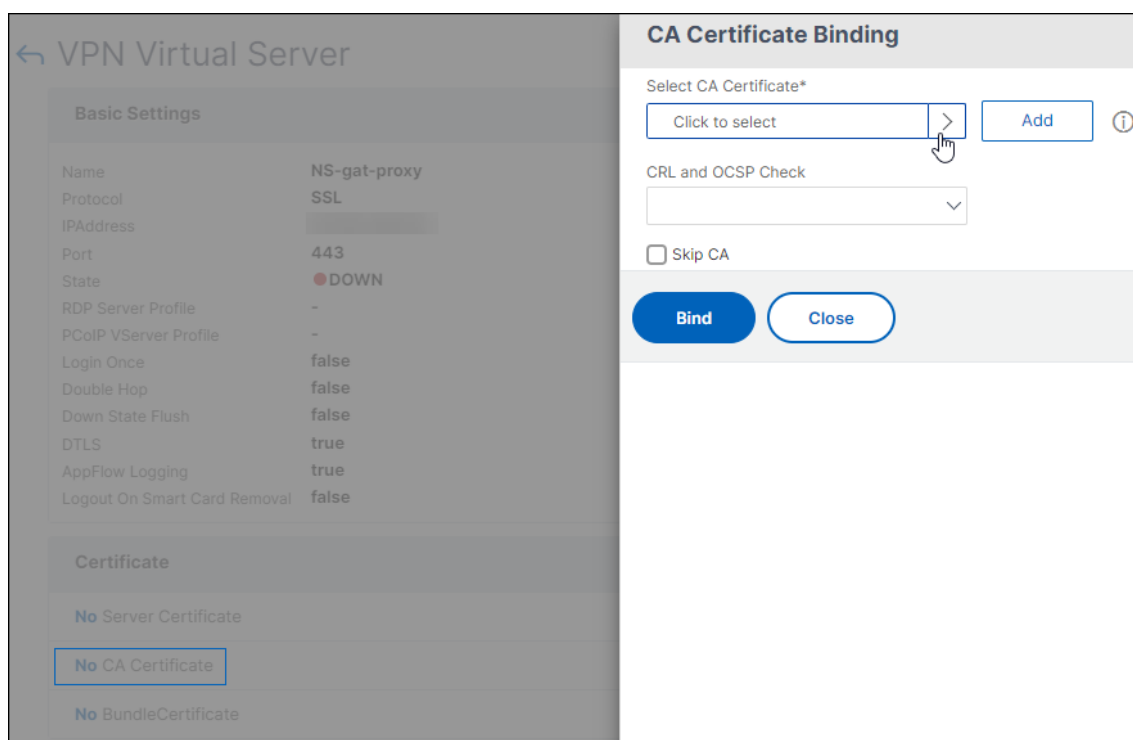 VPN Virtual Server
Basic Settings
Name NS-gat-proxy
Protocol SSL
IPAddress
Port 443
State DOWN
RDP Server Profile -
PCoIP VServer Profile -
Login Once false
Double Hop false
Down State Flush false
DTLS true
AppFlow Logging true
Logout On Smart Card Removal false
Certificate
No Server Certificate
No CA Certificate
No BundleCertificate
CA Certificate Binding
Select CA Certificate*
Click to select
Add
CRL and OCSP Check
Skip CA
Bind
Close